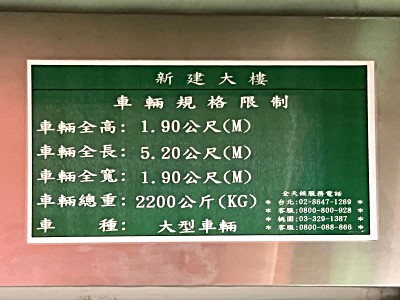 新建大樓
車輛規格限制
車輛全高: 1.90公尺(M)
車輛全長: 5.20公尺(M)
車輛全寬: 1.90公尺(M)
車輛總重: 2200公斤(KG)
車 種: 大型車輛
全天候服務電話
* 台北:02-8647-1269 *
* 客服:0800-800-928 *
* 桃園:03-329-1387 *
* 客服:0800-088-866 *